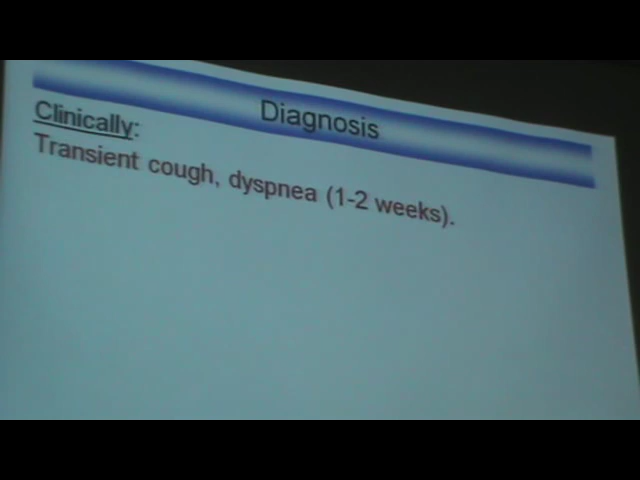 Diagnosis
Clinically:
Transient cough, dyspnea (1-2 weeks).